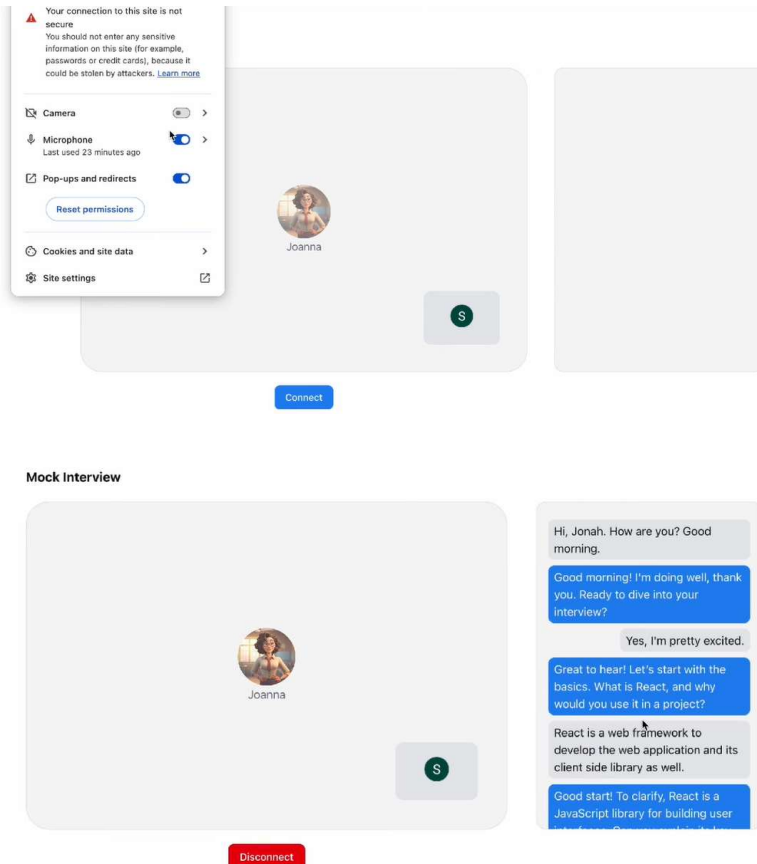 Your connection to this site is not
secure
You should not enter any sensitive
information on this site (for example,
passwords or credit cards), because it
could be stolen by attackers. Learn more
Camera
Microphone
Last used 23 minutes ago
Pop-ups and redirects
Reset permissions
Cookies and site data
Site settings
Joanna
S
Connect
Mock Interview
Joanna
S
Disconnect
Hi, Jonah. How are you? Good
morning.
Good morning! I'm doing well, thank
you. Ready to dive into your
interview?
Yes, I'm pretty excited.
Great to hear! Let's start with the
basics. What is React, and why
would you use it in a project?
React is a web framework to
develop the web application and its
client side library as well.
Good start! To clarify, React is a
JavaScript library for building user